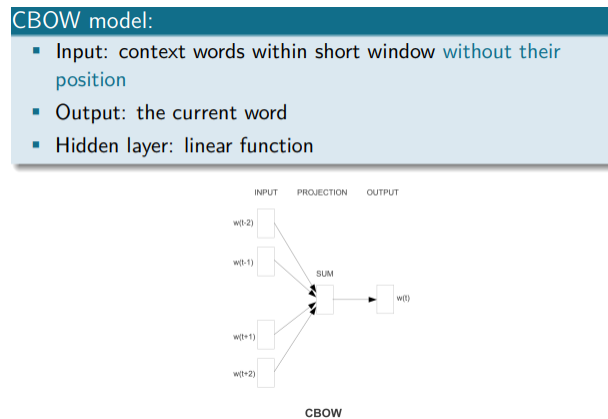 CBOW model:
▪ Input: context words within short window without their
position
▪ Output: the current word
▪ Hidden layer: linear function
INPUT PROJECTION OUTPUT
w(t-2)
w(t-1)
SUM
w(t)
w(t+1)
w(t+2)
CBOW